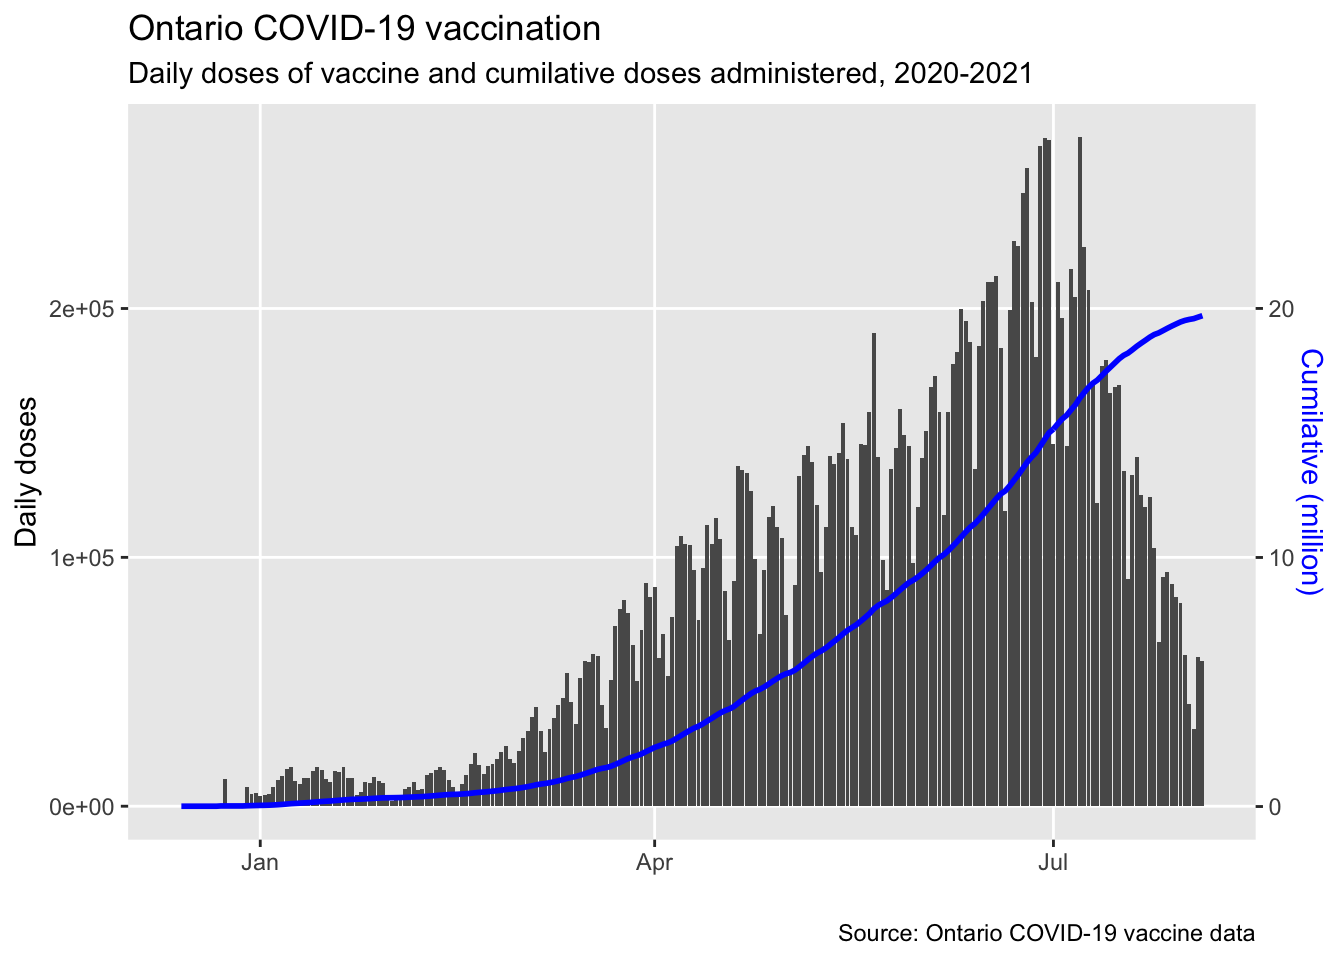 Ontario COVID-19 vaccination
Daily doses of vaccine and cumilative doses administered, 2020-2021
Daily doses
2e+05
1e+05
0e+00
20
10
0
Cumilative (million)
Jan
Apr
Jul
Source: Ontario COVID-19 vaccine data